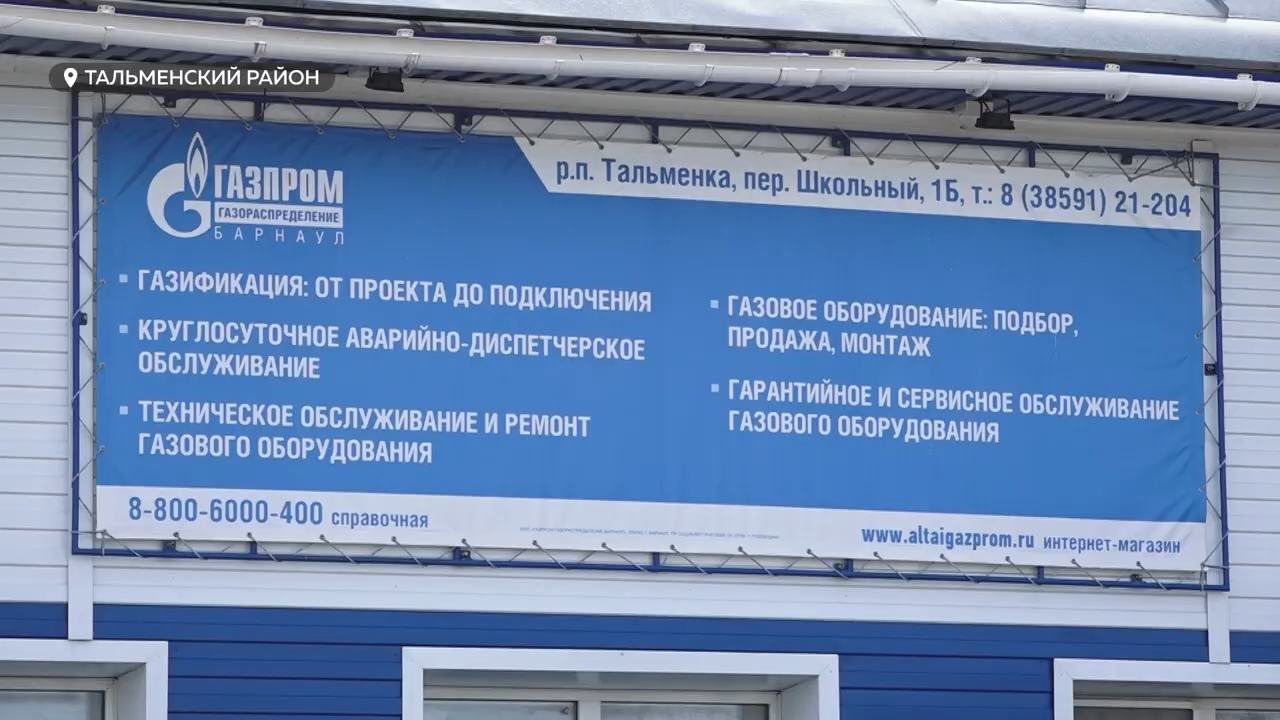 ТАЛЬМЕНСКИЙ РАЙОН
ГАЗПРОМ
ГАЗОРАСПРЕДЕЛЕНИЕ
БАРНАУЛ
р.п. Тальменка, пер. Школьный, 1Б, т.: 8 (38591) 21-204
ГАЗИФИКАЦИЯ: ОТ ПРОЕКТА ДО ПОДКЛЮЧЕНИЯ
КРУГЛОСУТОЧНОЕ АВАРИЙНО-ДИСПЕТЧЕРСКОЕ
ОБСЛУЖИВАНИЕ
ТЕХНИЧЕСКОЕ ОБСЛУЖИВАНИЕ И РЕМОНТ
ГАЗОВОГО ОБОРУДОВАНИЯ
ГАЗОВОЕ ОБОРУДОВАНИЕ: ПОДБОР,
ПРОДАЖА, МОНТАЖ
ГАРАНТИЙНОЕ И СЕРВИСНОЕ ОБСЛУЖИВАНИЕ
ГАЗОВОГО ОБОРУДОВАНИЯ
8-800-6000-400 справочная
www.altaigazprom.ru интернет-магазин